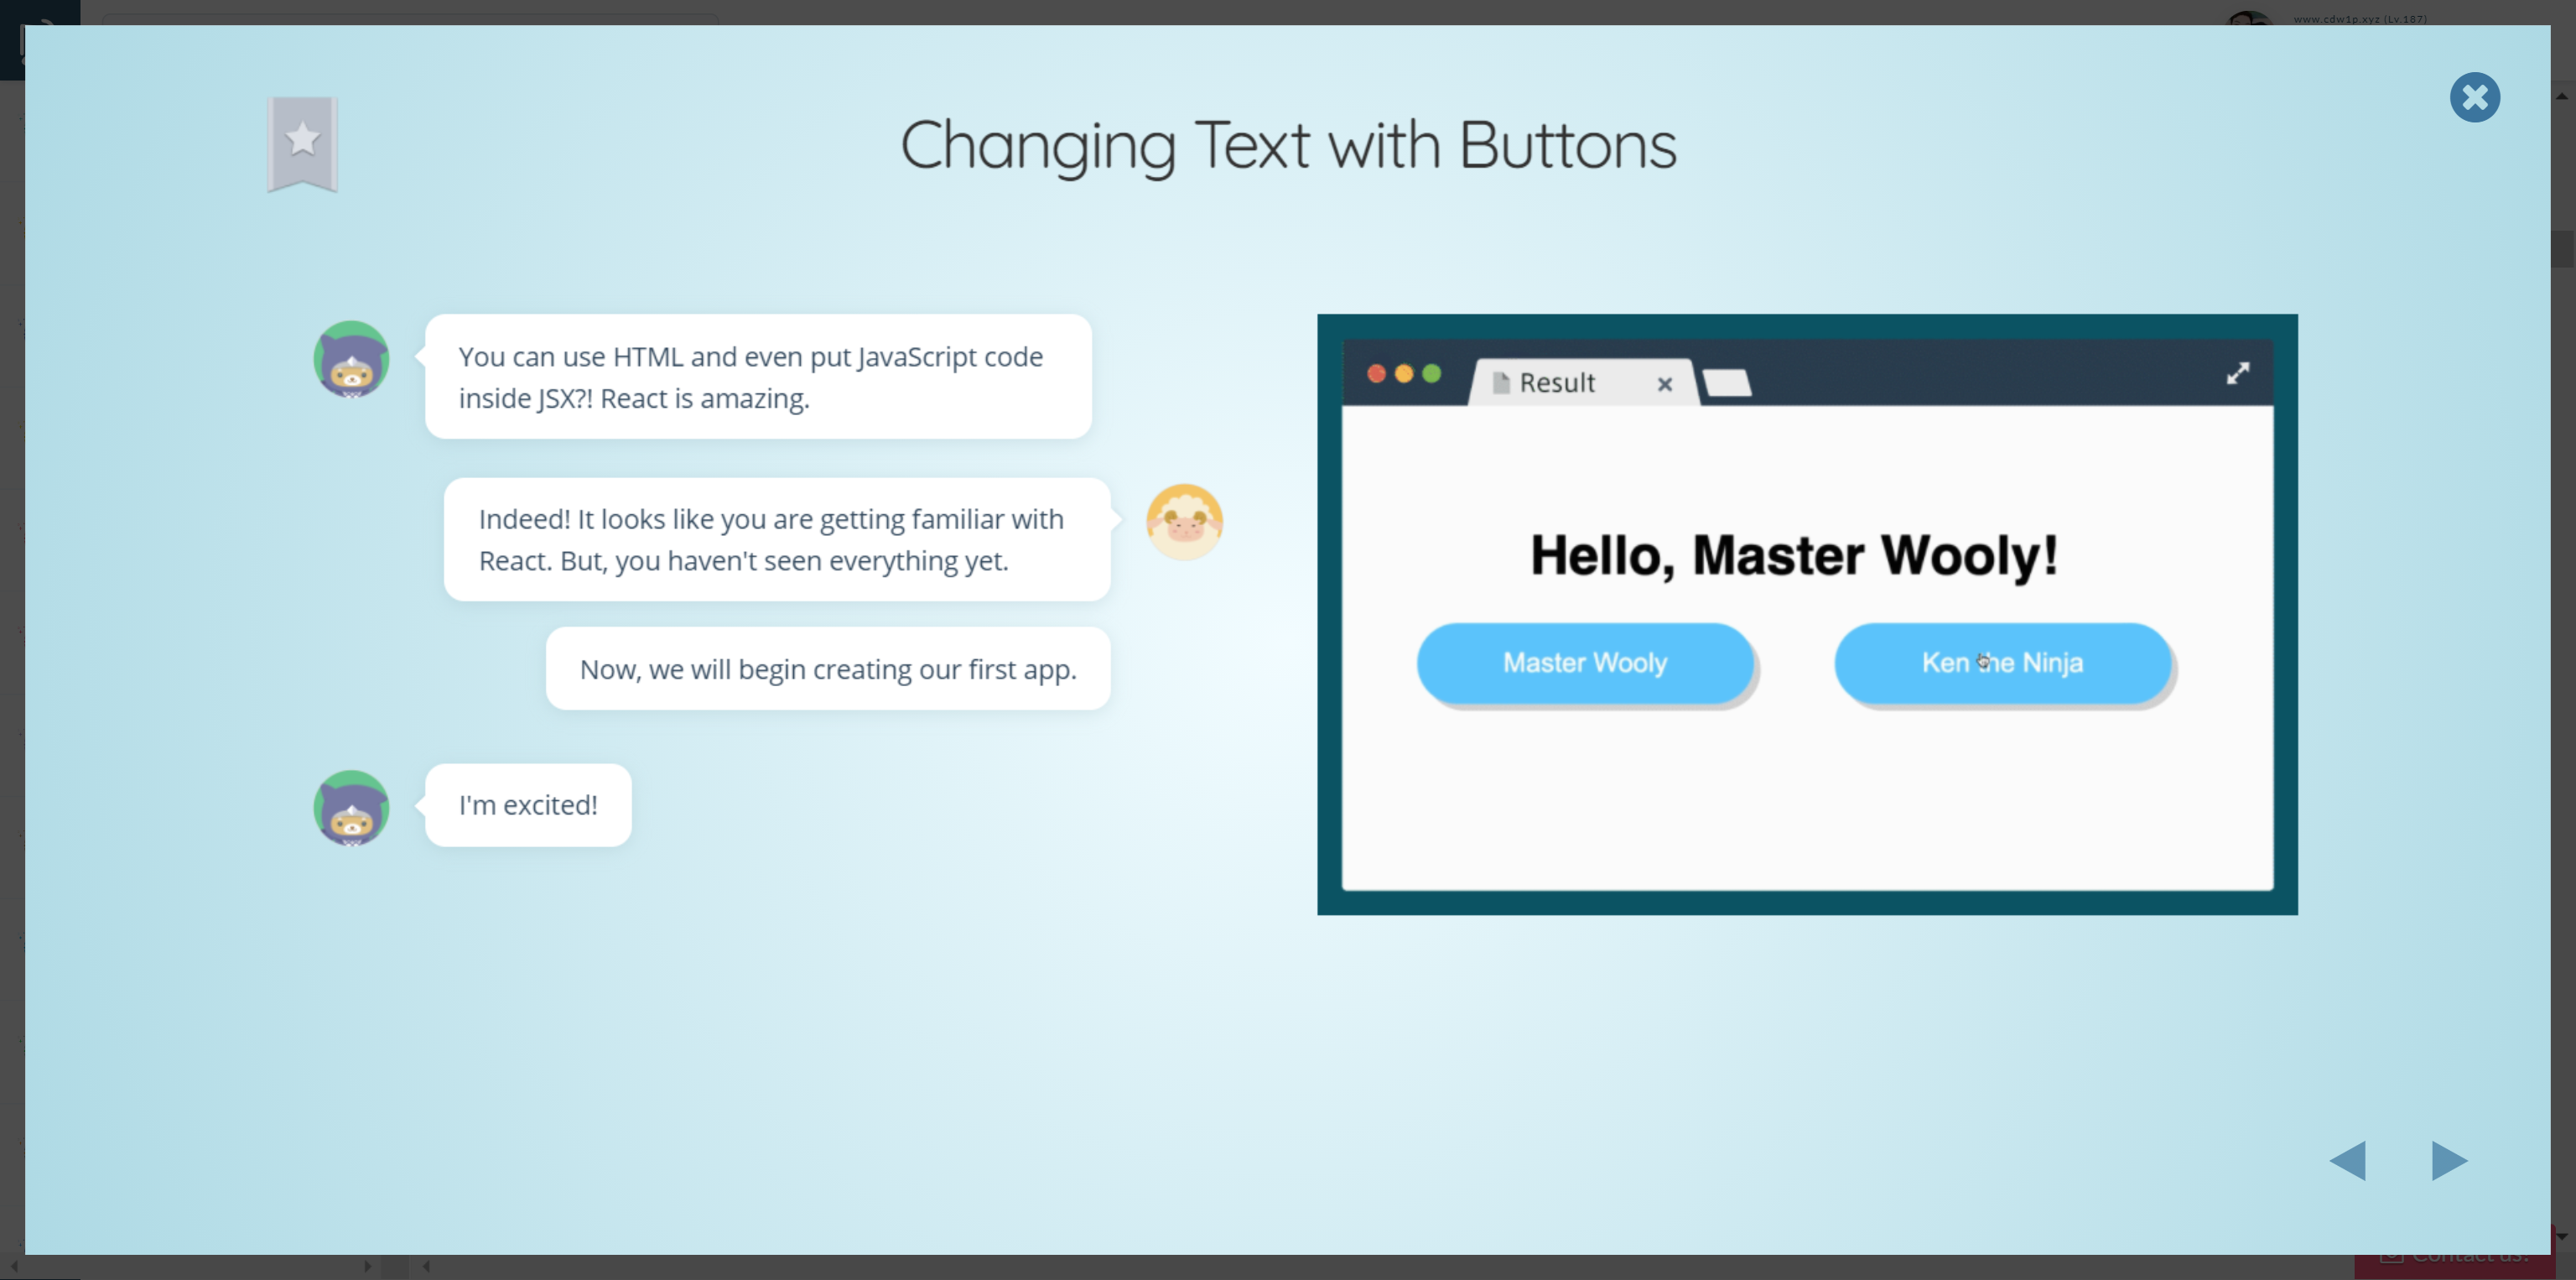 www.cdw1p.xyz (Lv.187)
Changing Text with Buttons
You can use HTML and even put JavaScript code
inside JSX?! React is amazing.
Indeed! It looks like you are getting familiar with
React. But, you haven't seen everything yet.
Now, we will begin creating our first app.
I'm excited!
Result
Hello, Master Wooly!
Master Wooly
Ken the Ninja
Contact us!